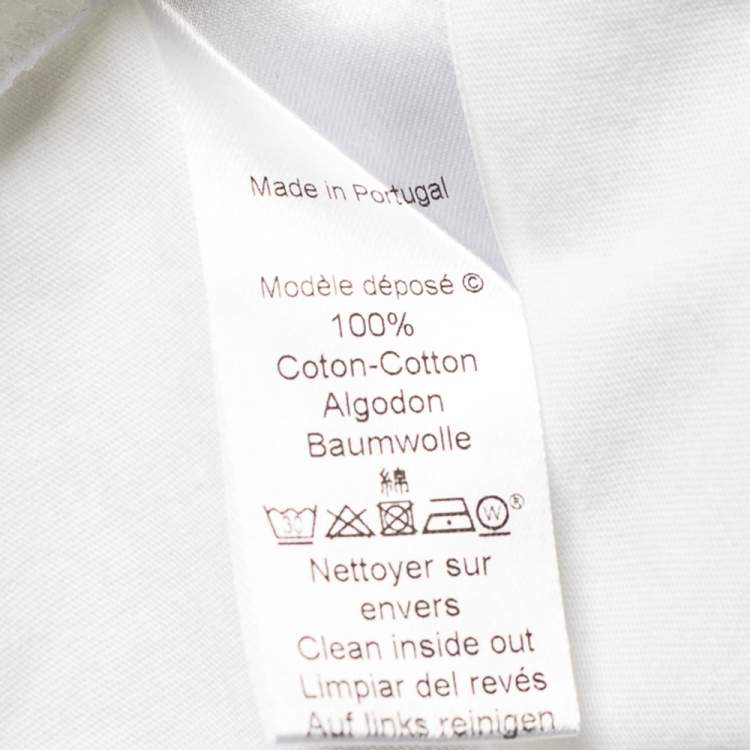 Made in Portugal
Modèle déposé ©
100%
Coton-Cotton
Algodon
Baumwolle
綿
30 W ®
Nettoyer sur
envers
Clean inside out
Limpiar del revés
Auf links reinigen